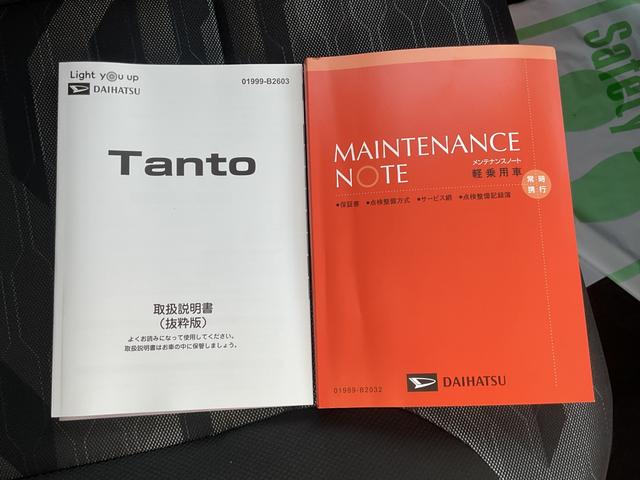 Light you up
DAIHATSU
01999-B2603
Tanto
取扱説明書
（抜粋版）
よくお読みになって使用してください。
取扱説明書はお車の中に保管しましょう。
MAINTENANCE
NOTE
メンテナンスノート
軽乗用車
常時
携行
●保証書 ●点検整備方式 ●サービス網 ●点検整備記録簿
01999-B2032
DAIHATSU
Safety